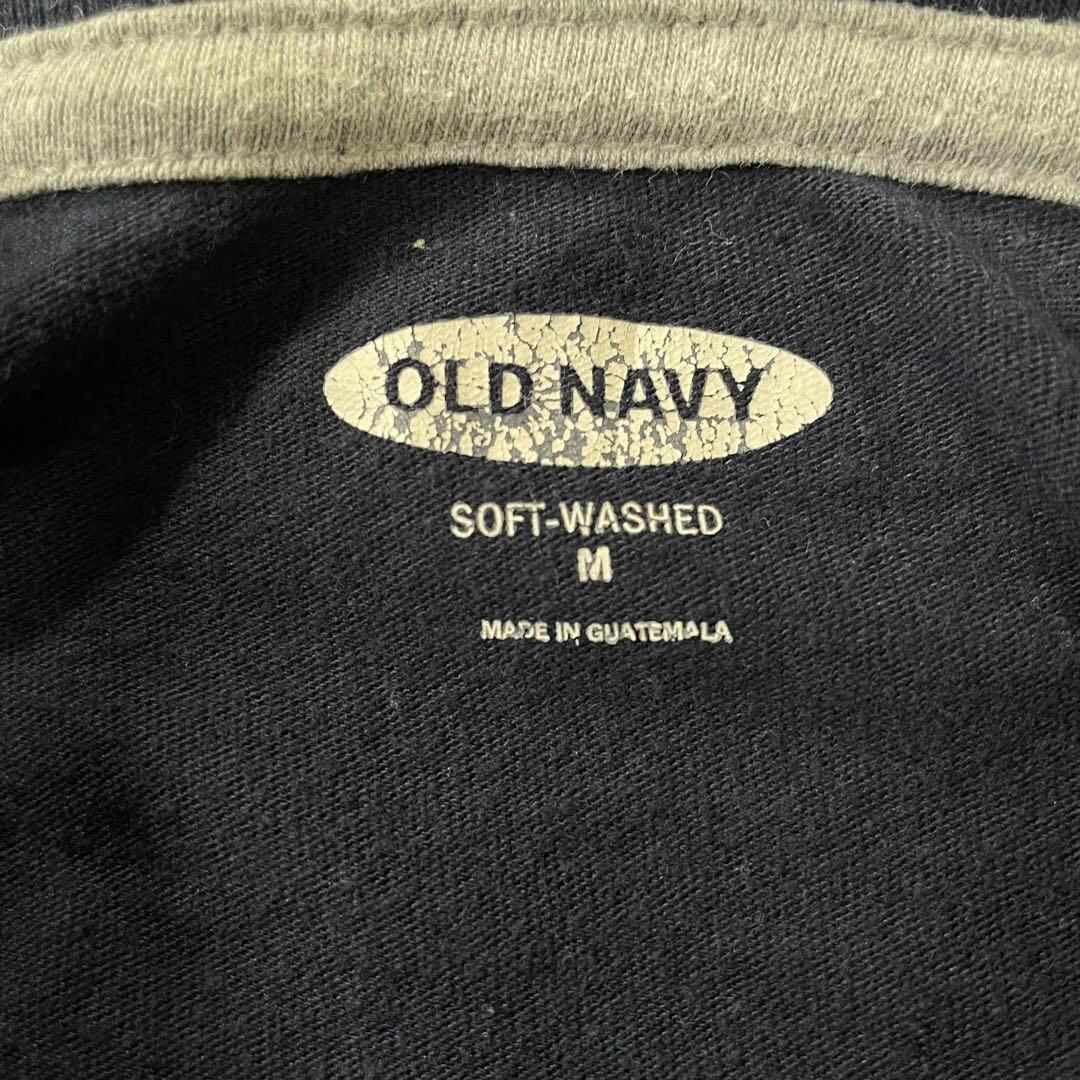 OLD NAVY
SOFT-WASHED
M
MADE IN GUATEMALA